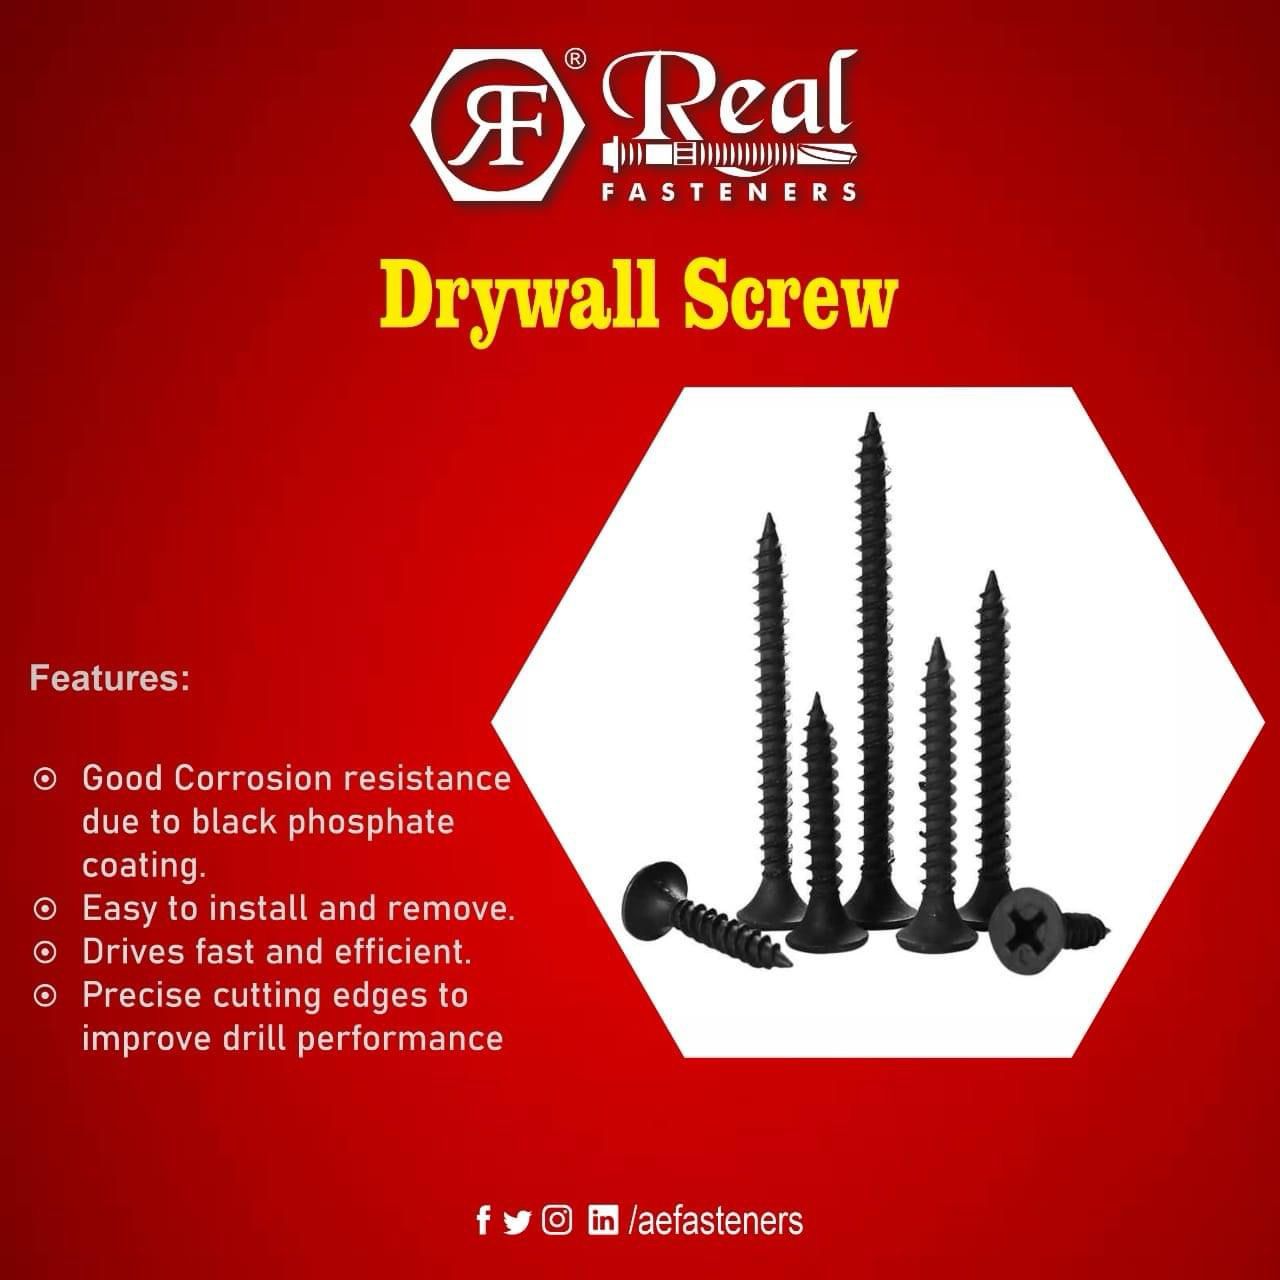 RF ® Real
FASTENERS
Drywall Screw
Features:
Good Corrosion resistance
due to black phosphate
coating.
Easy to install and remove.
Drives fast and efficient.
Precise cutting edges to
improve drill performance
/aefasteners